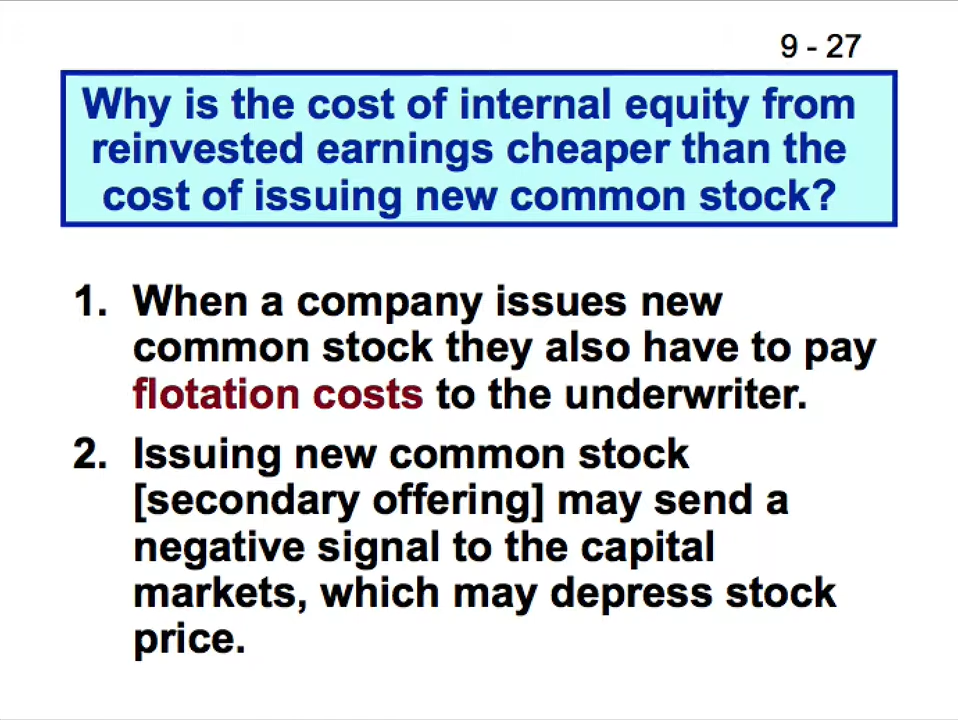 9 - 27
Why is the cost of internal equity from
reinvested earnings cheaper than the
cost of issuing new common stock?
1. When a company issues new
common stock they also have to pay
flotation costs to the underwriter.
2. Issuing new common stock
[secondary offering] may send a
negative signal to the capital
markets, which may depress stock
price.